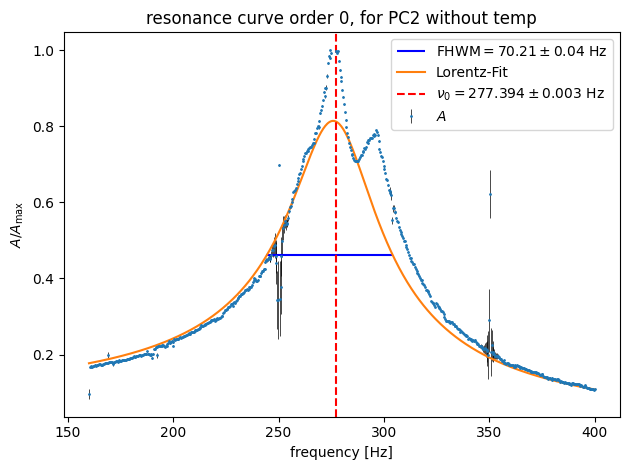 resonance curve order 0, for PC2 without temp
FHWM = 70.21 ± 0.04 Hz
Lorentz-Fit
ν₀ = 277.394 ± 0.003 Hz
A
A/A_max
1.0
0.8
0.6
0.4
0.2
150 200 250 300 350 400
frequency [Hz]